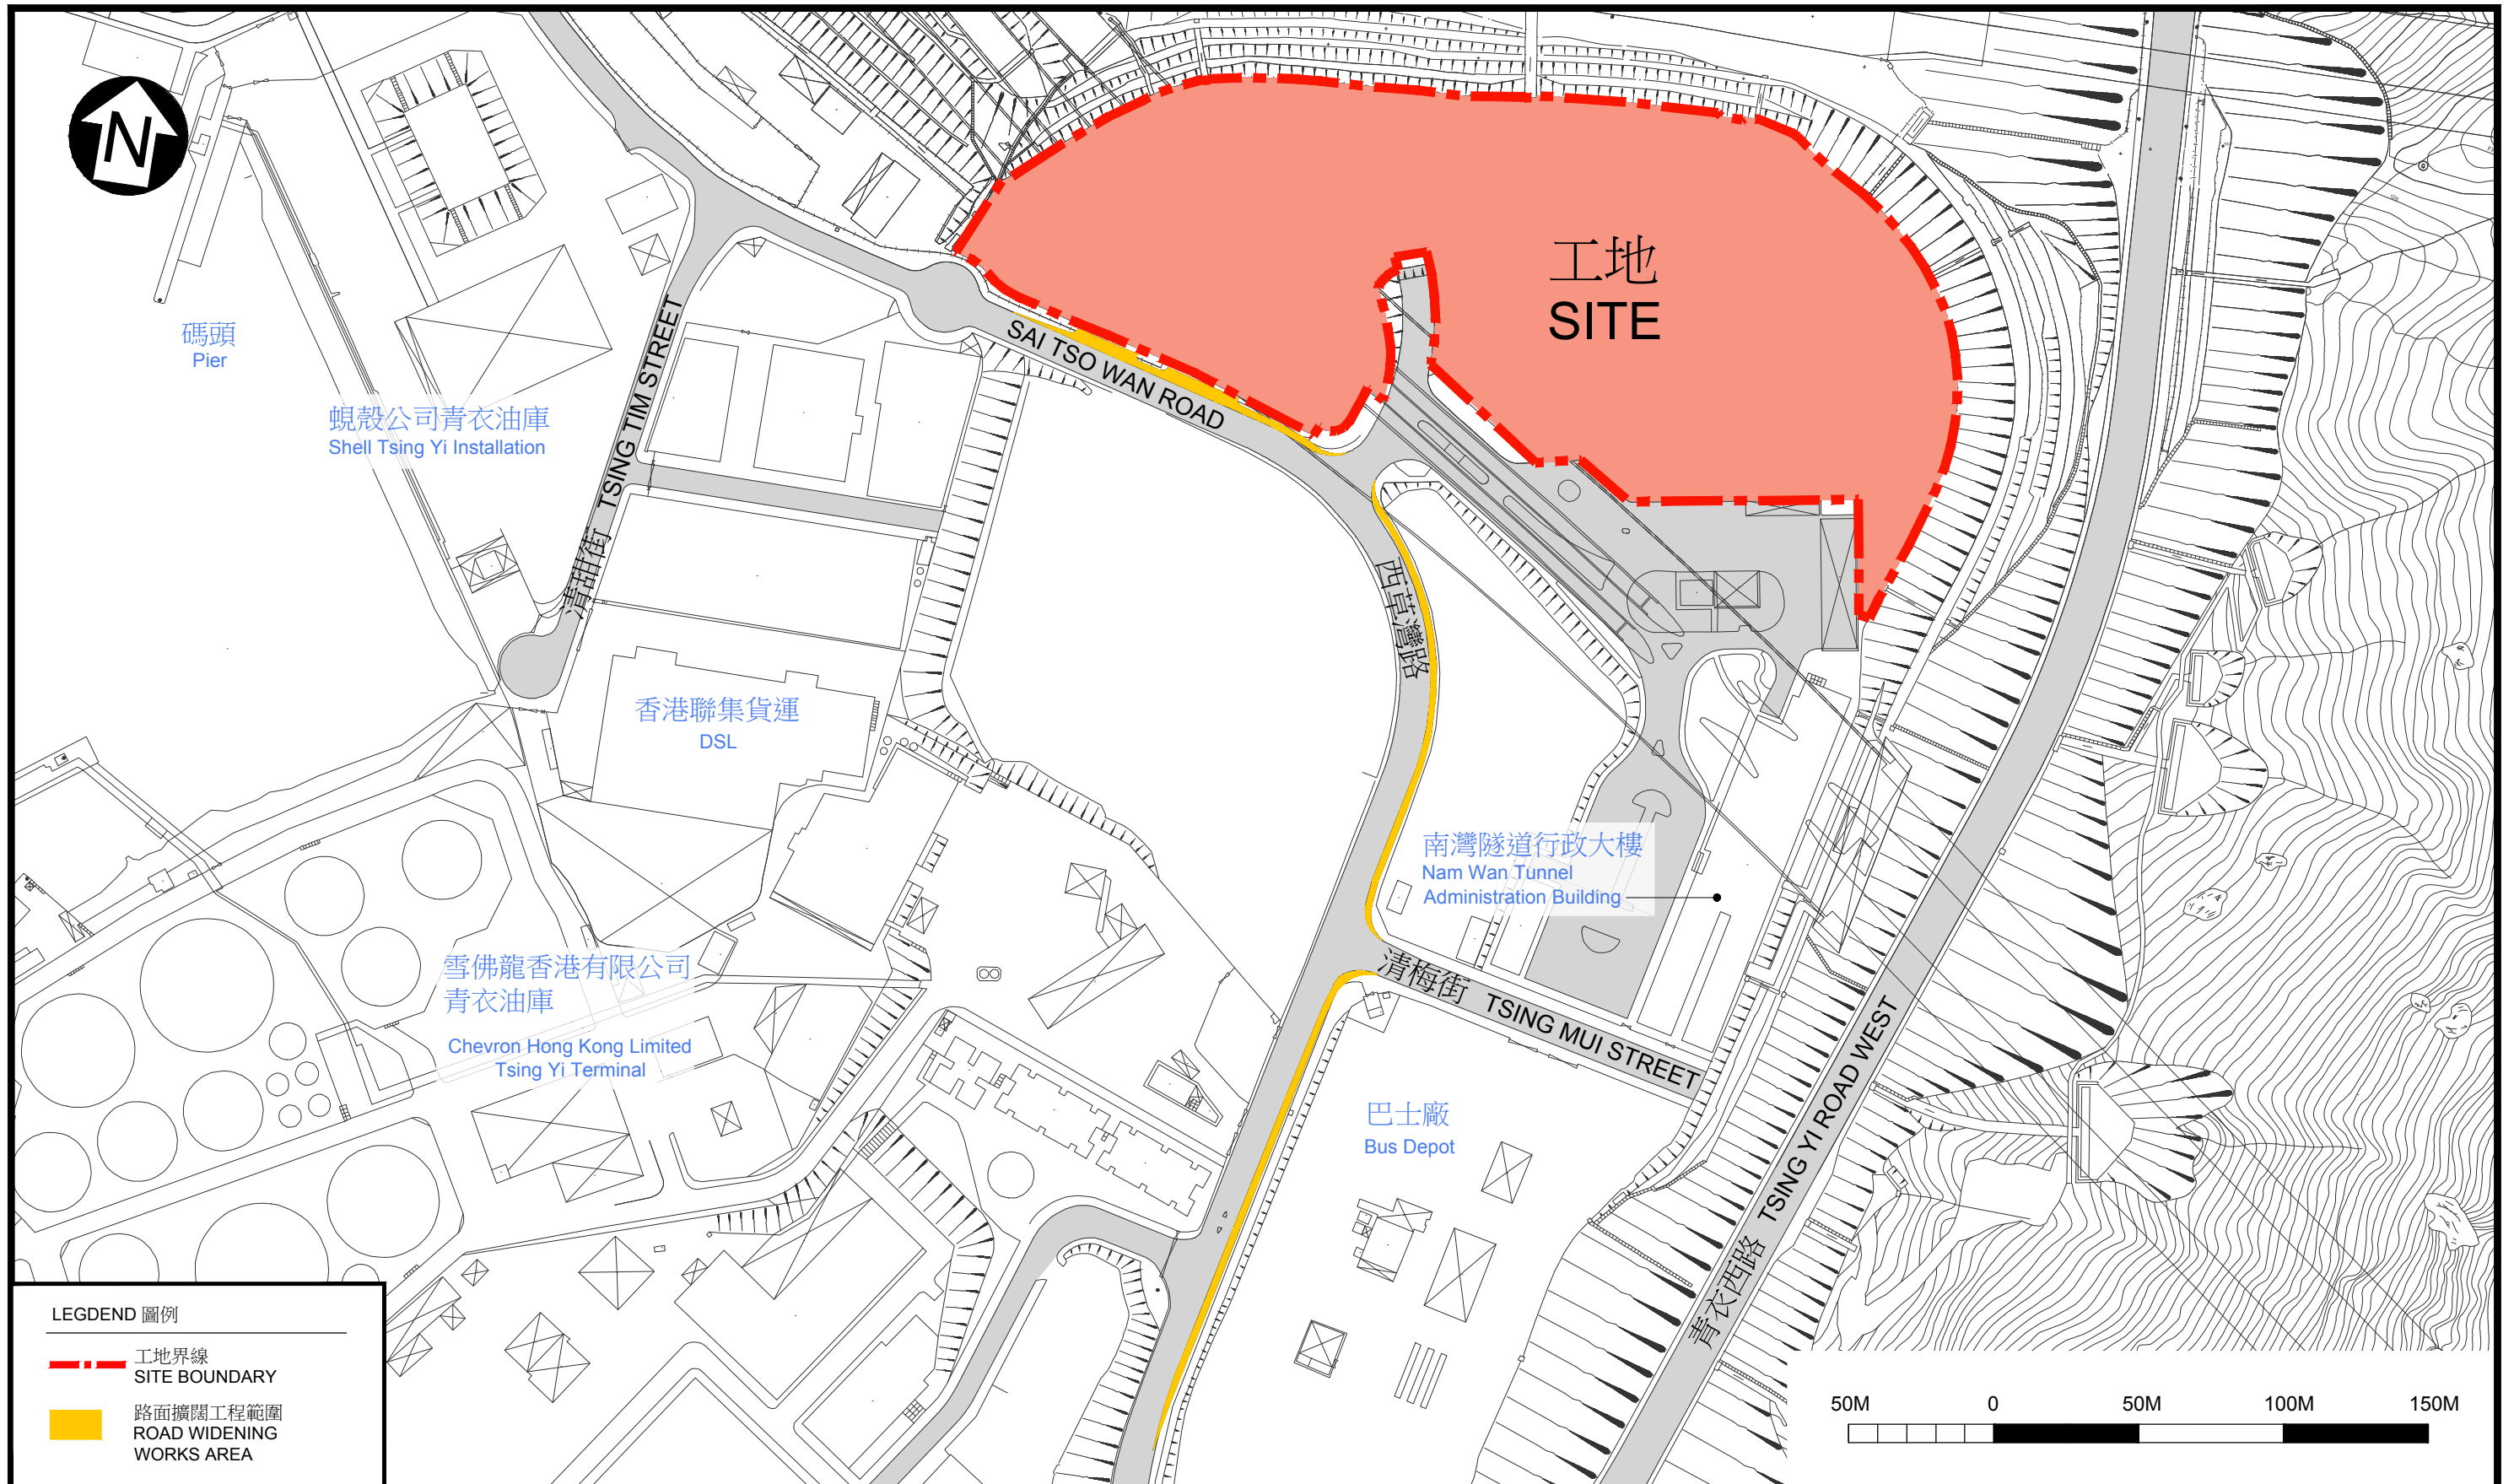 N
工地
SITE
碼頭
Pier
蜆殼公司青衣油庫
Shell Tsing Yi Installation
清甜街 TSING TIM STREET
SAI TSO WAN ROAD
西草灣路
香港聯集貨運
DSL
南灣隧道行政大樓
Nam Wan Tunnel
Administration Building
雪佛龍香港有限公司
青衣油庫
Chevron Hong Kong Limited
Tsing Yi Terminal
清梅街 TSING MUI STREET
巴士廠
Bus Depot
青衣西路 TSING YI ROAD WEST
LEGDEND 圖例
工地界線
SITE BOUNDARY
路面擴闊工程範圍
ROAD WIDENING
WORKS AREA
50M 0 50M 100M 150M